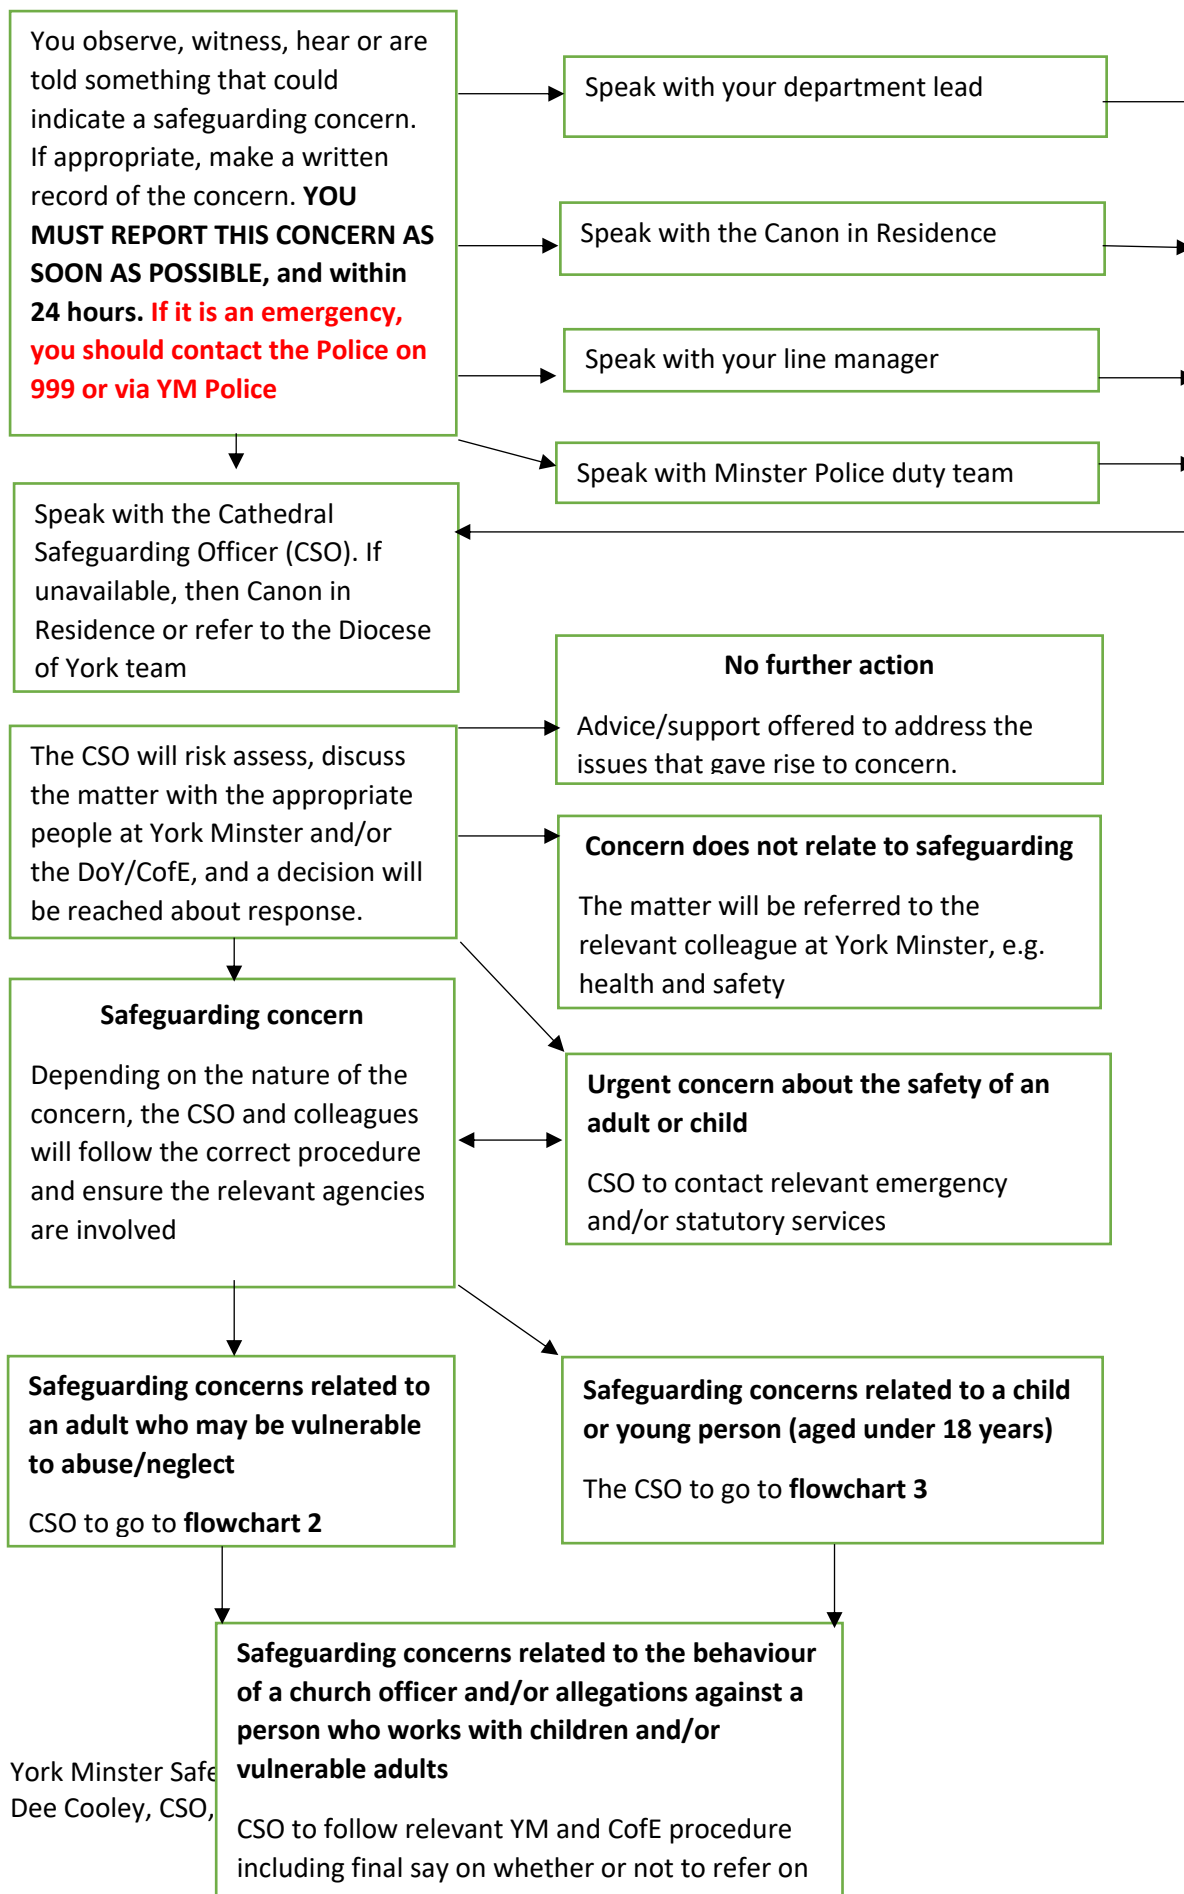 You observe, witness, hear or are
told something that could
indicate a safeguarding concern.
If appropriate, make a written
record of the concern. YOU
MUST REPORT THIS CONCERN AS
SOON AS POSSIBLE, and within
24 hours. If it is an emergency,
you should contact the Police on
999 or via YM Police
Speak with your department lead
Speak with the Canon in Residence
Speak with your line manager
Speak with Minster Police duty team
Speak with the Cathedral
Safeguarding Officer (CSO). If
unavailable, then Canon in
Residence or refer to the Diocese
of York team
No further action
Advice/support offered to address the
issues that gave rise to concern.
The CSO will risk assess, discuss
the matter with the appropriate
people at York Minster and/or
the DoY/CofE, and a decision will
be reached about response.
Concern does not relate to safeguarding
The matter will be referred to the
relevant colleague at York Minster, e.g.
health and safety
Safeguarding concern
Depending on the nature of the
concern, the CSO and colleagues
will follow the correct procedure
and ensure the relevant agencies
are involved
Urgent concern about the safety of an
adult or child
CSO to contact relevant emergency
and/or statutory services
Safeguarding concerns related to
an adult who may be vulnerable
to abuse/neglect
CSO to go to flowchart 2
Safeguarding concerns related to a child
or young person (aged under 18 years)
The CSO to go to flowchart 3
Safeguarding concerns related to the behaviour
of a church officer and/or allegations against a
person who works with children and/or
vulnerable adults
CSO to follow relevant YM and CofE procedure
including final say on whether or not to refer on
York Minster Safe
Dee Cooley, CSO,